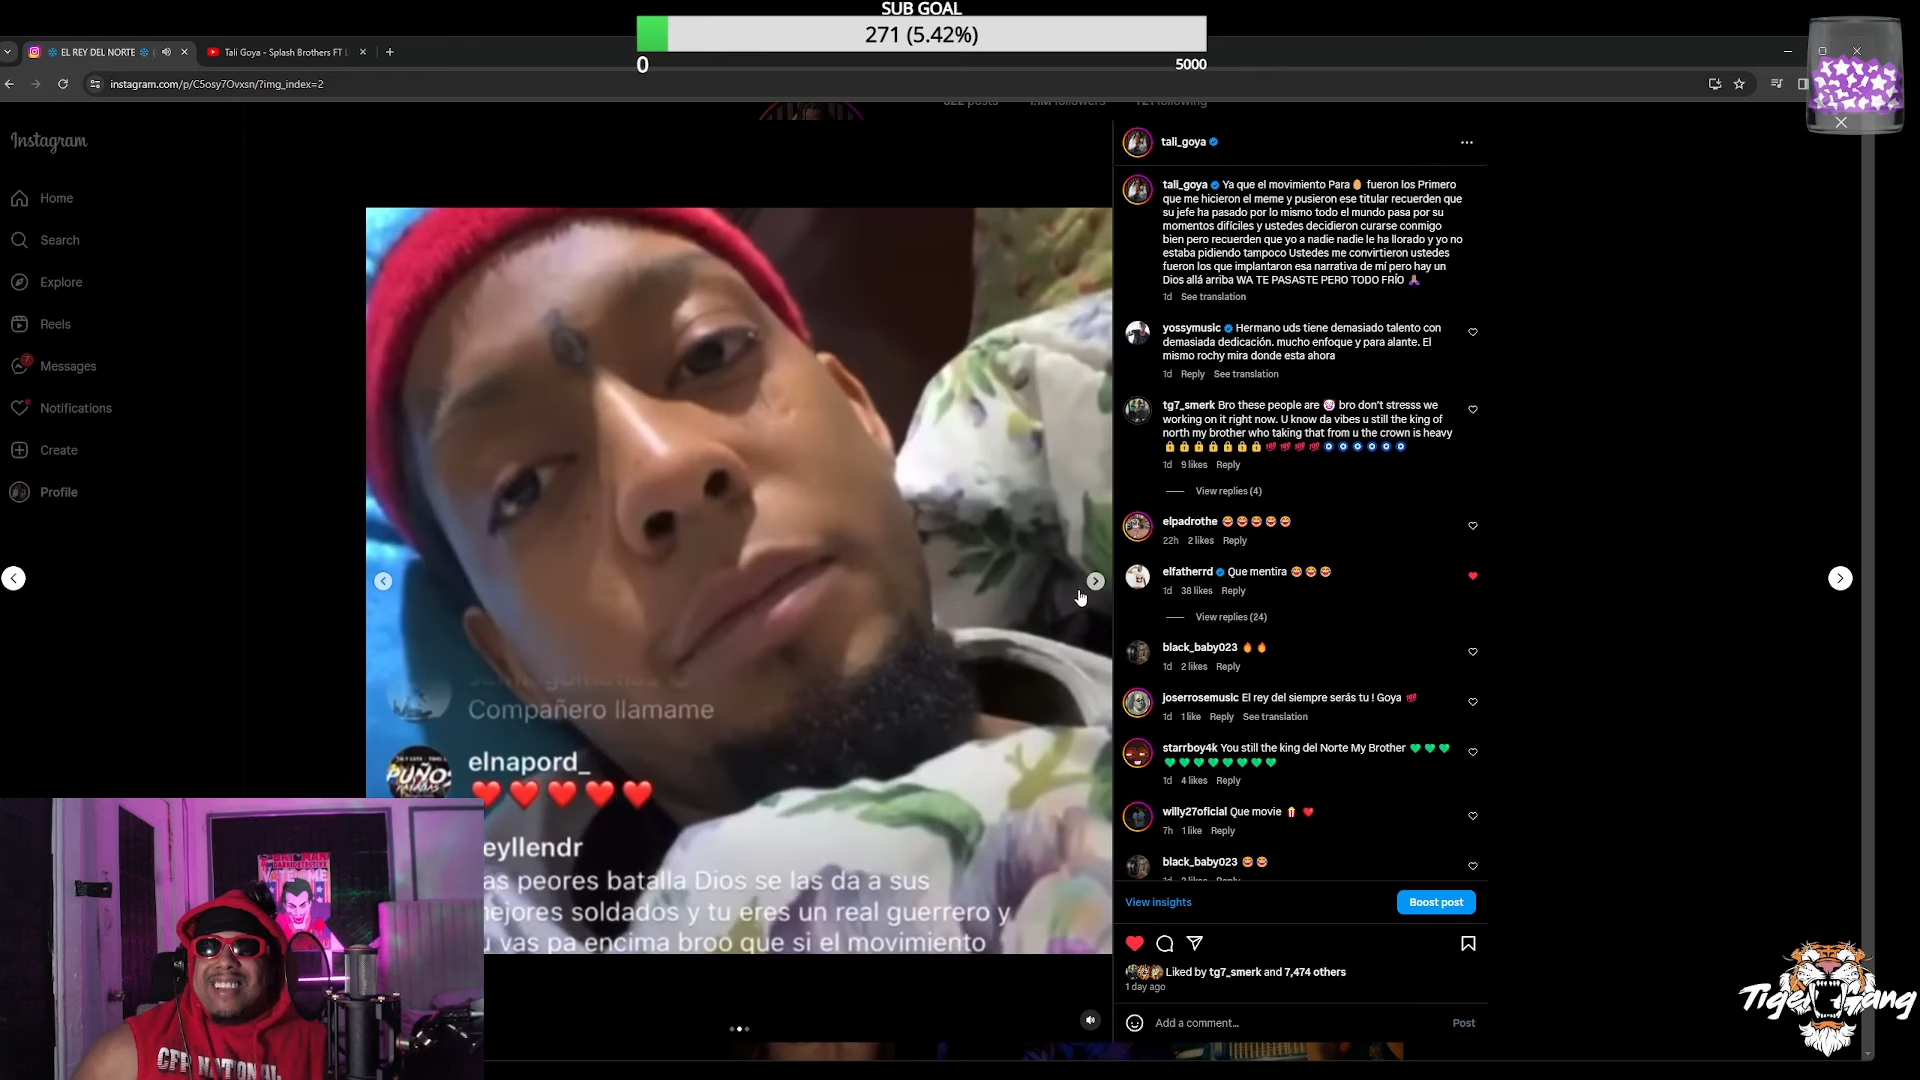 SUB GOAL
271 (5.42%)
0
5000
EL REY DEL NORTE
Tali Goya - Splash Brothers FT
instagram.com/p/C5osy7Ovxsn/?img_index=2
Instagram
Home
Search
Explore
Reels
7
Messages
Notifications
Create
Profile
tali_goya
tali_goya Ya que el movimiento Para🥚 fueron los Primero
que me hicieron el meme y pusieron ese titular recuerden que
su jefe ha pasado por lo mismo todo el mundo pasa por su
momentos difíciles y ustedes decidieron curarse conmigo
bien pero recuerden que yo a nadie nadie le ha llorado y yo no
estaba pidiendo tampoco Ustedes me convirtieron ustedes
fueron los que implantaron esa narrativa de mí pero hay un
Dios allá arriba WA TE PASASTE PERO TODO FRÍO 🙏🏾
1d See translation
yossymusic Hermano uds tiene demasiado talento con
demasiada dedicación. mucho enfoque y para alante. El
mismo rochy mira donde esta ahora
1d Reply See translation
tg7_smerk Bro these people are 🤡 bro don't stresss we
working on it right now. U know da vibes u still the king of
north my brother who taking that from u the crown is heavy
🔒🔒🔒🔒🔒🔒🔒💯💯💯💯🧿🧿🧿🧿🧿🧿
1d 9 likes Reply
View replies (4)
elpadrothe 😂😂😂😂😂
22h 2 likes Reply
elfatherrd Que mentira 😂😂😂
1d 38 likes Reply
View replies (24)
black_baby023 🔥🔥
1d 2 likes Reply
joserrosemusic El rey del siempre serás tu ! Goya 💯
1d 1 like Reply See translation
starrboy4k You still the king del Norte My Brother 💚💚💚
💚💚💚💚💚💚💚
1d 4 likes Reply
willy27oficial Que movie 🍿❤️
7h 1 like Reply
black_baby023 😂😂
View insights
Boost post
Liked by tg7_smerk and 7,474 others
1 day ago
Add a comment...
Post
Compañero llamame
PUÑO
elnapord_
❤️❤️❤️❤️❤️
eyllendr
as peores batalla Dios se las da a sus
ejores soldados y tu eres un real guerrero y
vas pa encima broo que si el movimiento
Tiger Gang